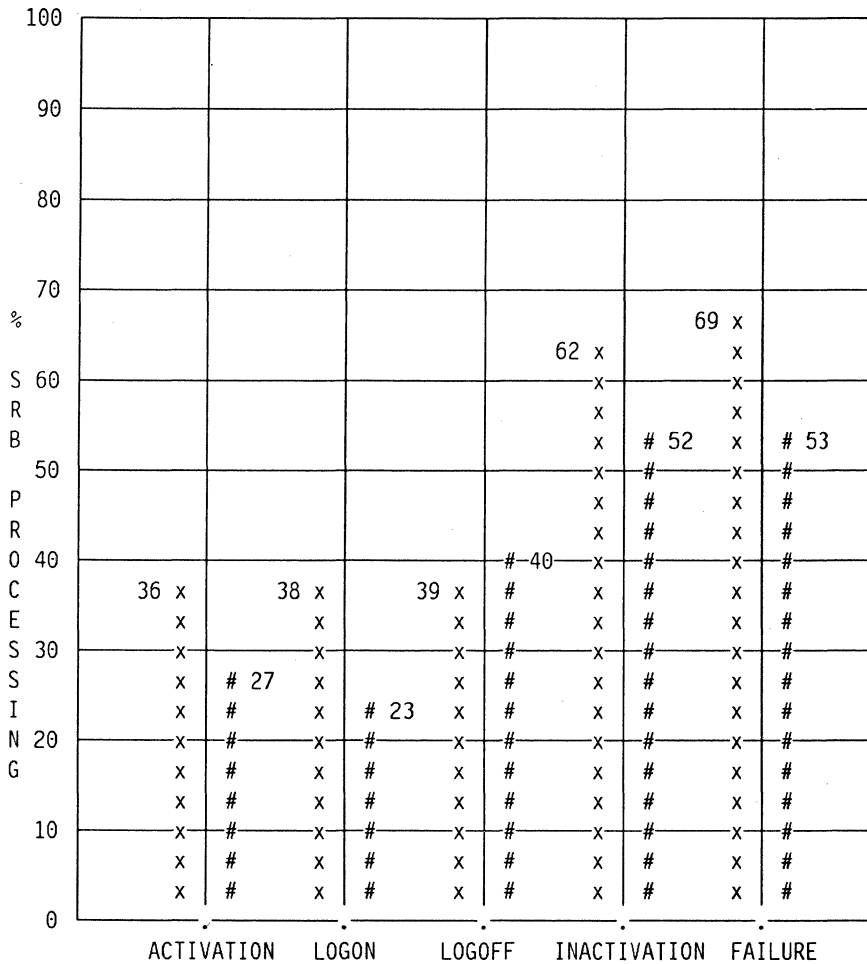 100
90
80
70
% 69 x
62 x x
S 60 x x
R x x
B x # 52 x # 53
50 x # x #
P x # x #
R x # x #
O 40 # 40 x # x #
C 36 x 38 x 39 x # x # x #
E x x x # x # x #
S 30 x x x # x # x #
S x # 27 x x # x # x #
I x # x # 23 x # x # x #
N 20 x # x # x # x # x #
G x # x # x # x # x #
x # x # x # x # x #
10 x # x # x # x # x #
x # x # x # x # x #
x # x # x # x # x #
0
ACTIVATION LOGON LOGOFF INACTIVATION FAILURE